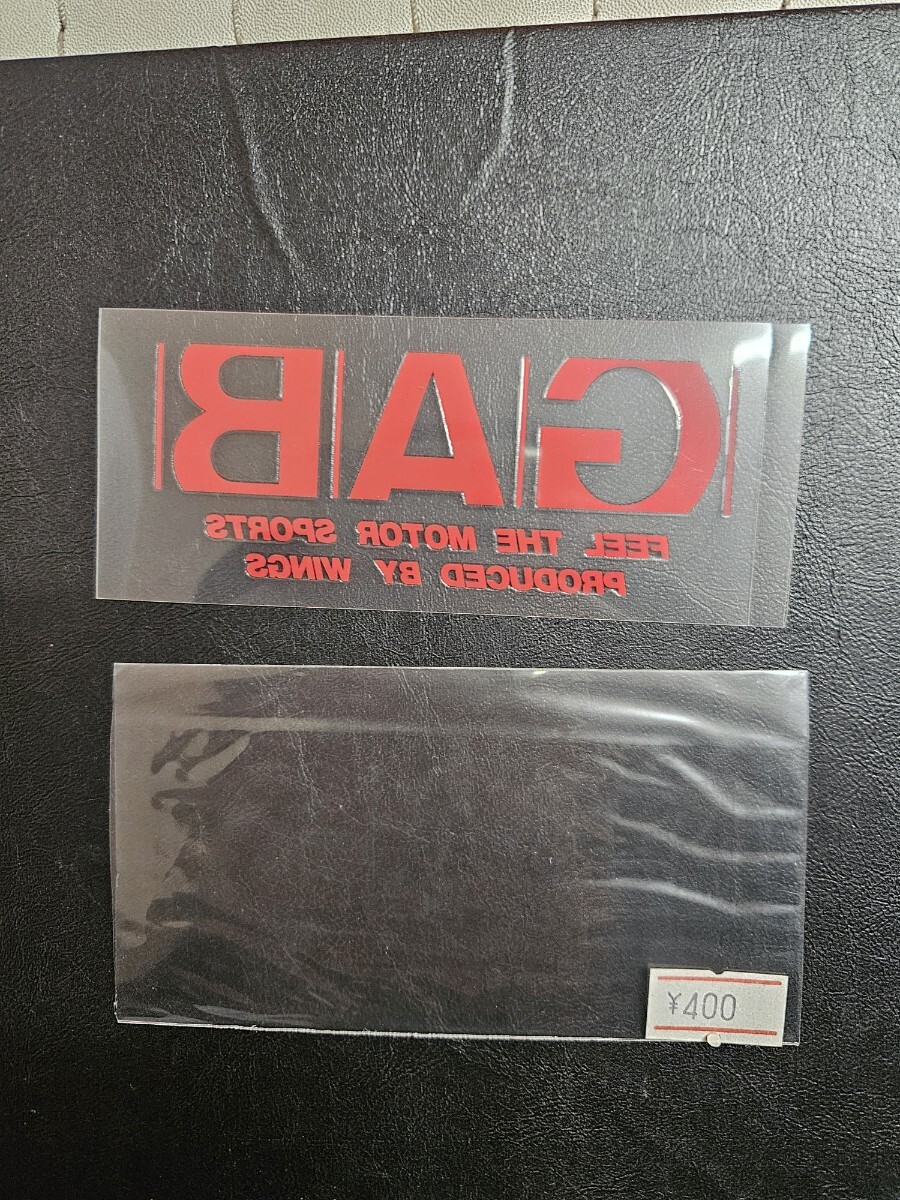 GAB
FEEL THE MOTOR SPORTS
PRODUCED BY WINGS
¥400